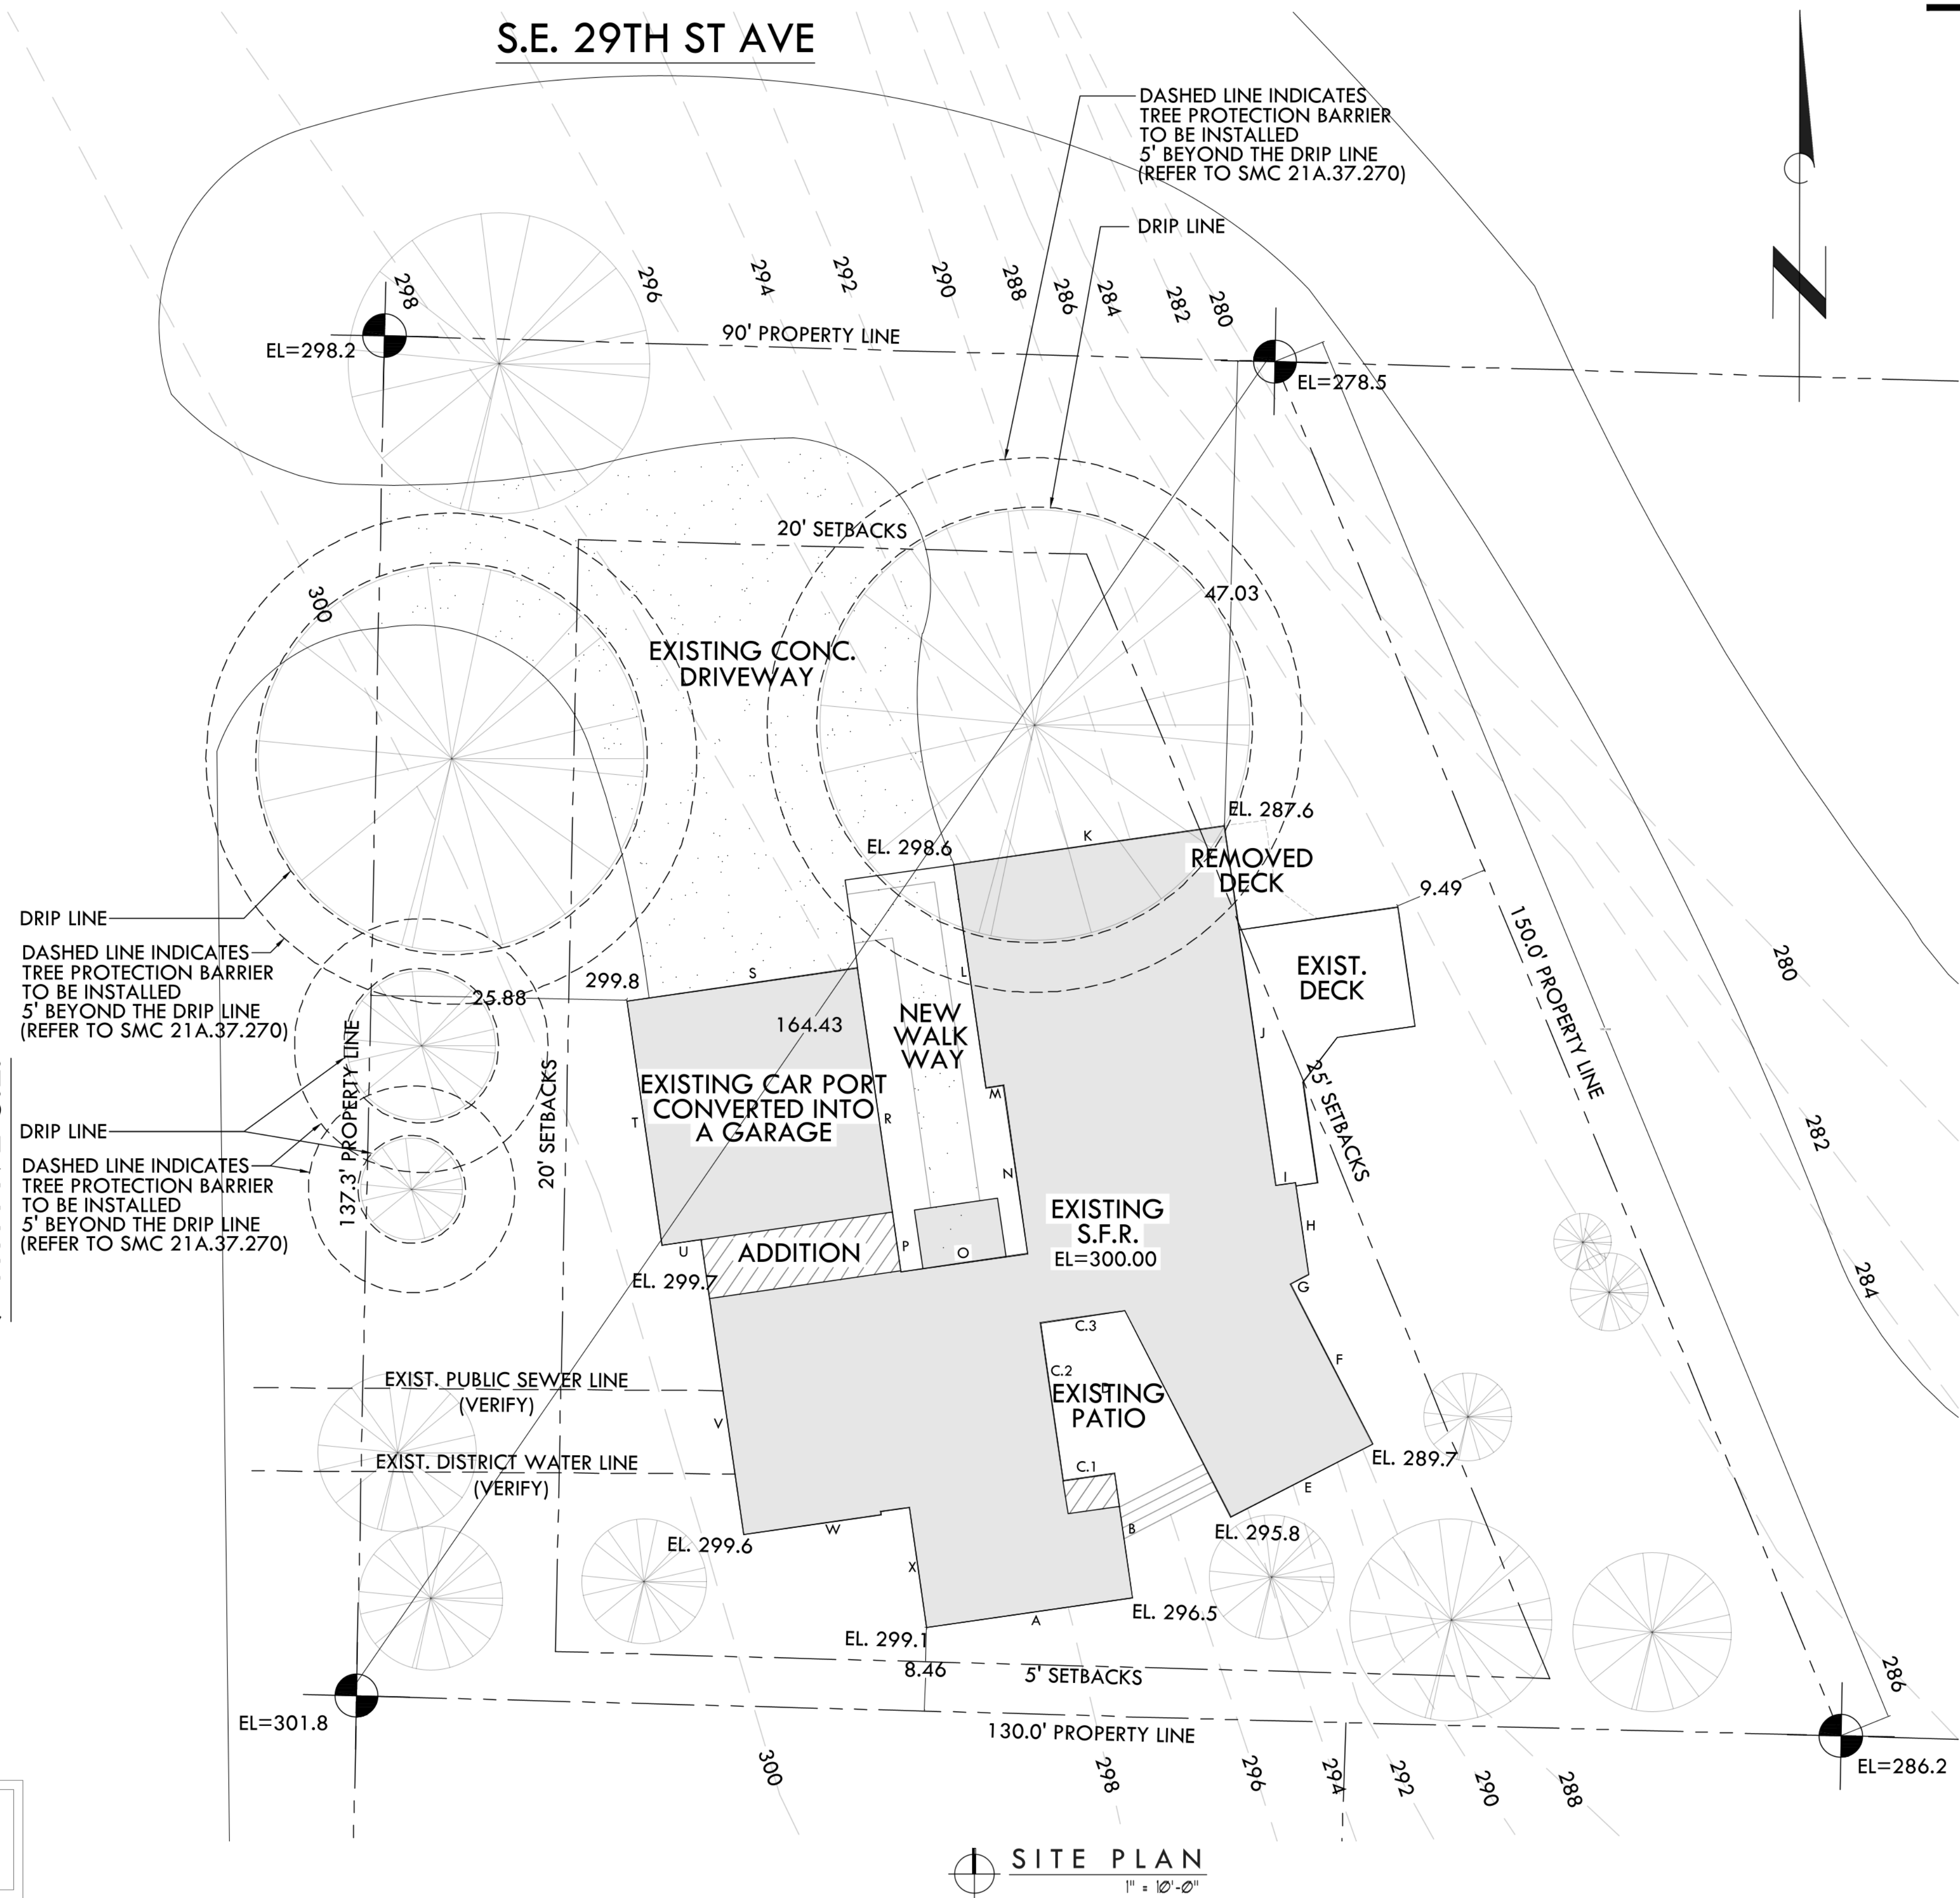 S.E. 29TH ST AVE
DASHED LINE INDICATES
TREE PROTECTION BARRIER
TO BE INSTALLED
5' BEYOND THE DRIP LINE
(REFER TO SMC 21A.37.270)
DRIP LINE
N
298
296
294
292
290
288
286
284
282
280
90' PROPERTY LINE
EL=298.2
EL=278.5
20' SETBACKS
47.03
300
EXISTING CONC.
DRIVEWAY
EL. 287.6
K
EL. 298.6
REMOVED
DECK
9.49
DRIP LINE
DASHED LINE INDICATES
TREE PROTECTION BARRIER
TO BE INSTALLED
5' BEYOND THE DRIP LINE
(REFER TO SMC 21A.37.270)
299.8
S
L
25.88
164.43
EXIST.
DECK
150.0' PROPERTY LINE
280
NEW
WALK
WAY
J
137.3' PROPERTY LINE
20' SETBACKS
EXISTING CAR PORT
CONVERTED INTO
A GARAGE
T
R
M
N
25' SETBACKS
282
DRIP LINE
DASHED LINE INDICATES
TREE PROTECTION BARRIER
TO BE INSTALLED
5' BEYOND THE DRIP LINE
(REFER TO SMC 21A.37.270)
I
H
EXISTING
S.F.R.
EL=300.00
U
ADDITION
P
O
EL. 299.7
G
284
C.3
F
C.2
EXISTING
PATIO
EXIST. PUBLIC SEWER LINE
(VERIFY)
V
EXIST. DISTRICT WATER LINE
(VERIFY)
C.1
EL. 289.7
E
B
W
EL. 299.6
EL. 295.8
X
A
EL. 296.5
EL. 299.1
8.46
5' SETBACKS
286
EL=301.8
130.0' PROPERTY LINE
EL=286.2
300
298
296
294
292
290
288
SITE PLAN
1" = 10'-0"